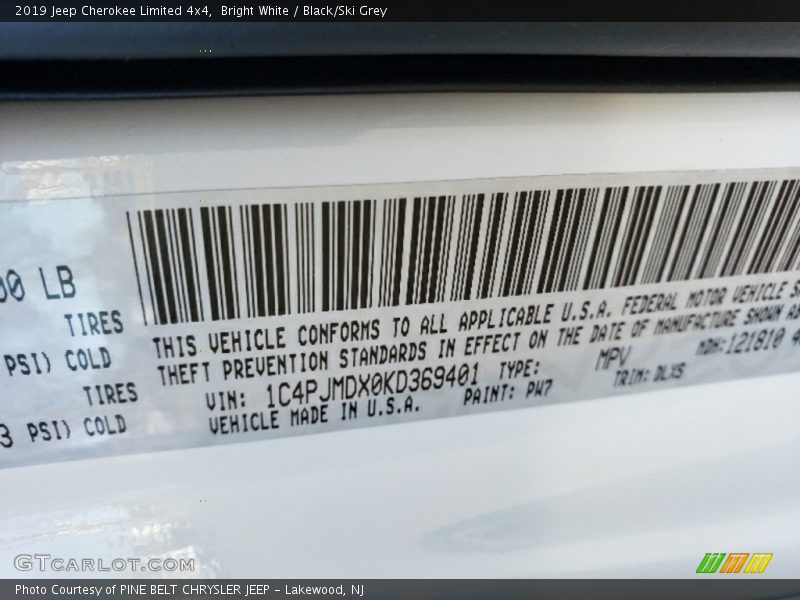 2019 Jeep Cherokee Limited 4x4, Bright White / Black/Ski Grey
00 LB
TIRES
PSI) COLD
TIRES
3 PSI) COLD
THIS VEHICLE CONFORMS TO ALL APPLICABLE U.S.A. FEDERAL MOTOR VEHICLE
THEFT PREVENTION STANDARDS IN EFFECT ON THE DATE OF MANUFACTURE SHOWN
VIN: 1C4PJMDX0KD369401 TYPE: MPV MDH:121810 4
VEHICLE MADE IN U.S.A. PAINT: PW7 TRIM: DLXS
GTCARLOT.COM
Photo Courtesy of PINE BELT CHRYSLER JEEP - Lakewood, NJ